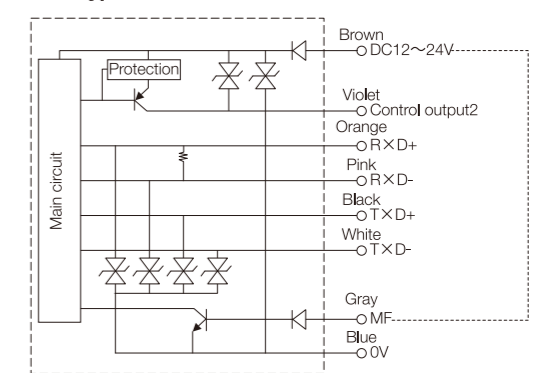 Brown
DC12～24V
Protection
Violet
Control output2
Orange
R×D+
Pink
R×D-
Main circuit
Black
T×D+
White
T×D-
Gray
MF
Blue
0V